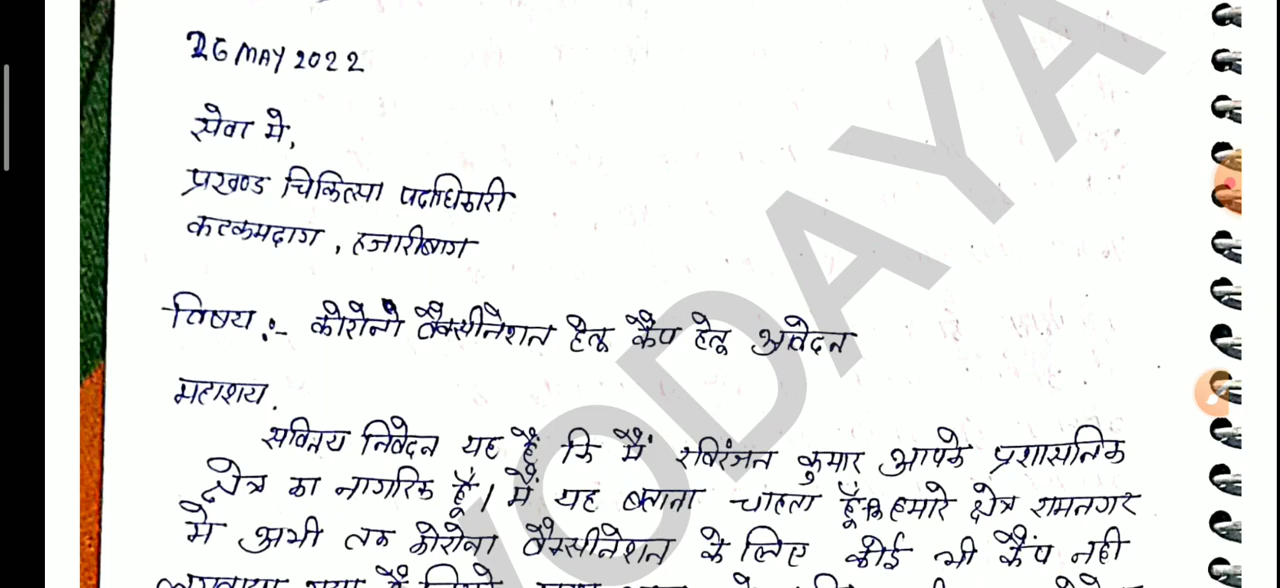 26 MAY 2022
सेवा मे,
प्रखण्ड चिकित्सा पदाधिकारी
कटकमदाग, हजारीबाग
विषय:- कोरोनो वैक्सीनेशन हेतू कैंप हेतू आवेदन
महाशय.
सविनय निवेदन यह है कि मैं रविरंजन कुमार आपके प्रशासनिक
क्षेत्र का नागरिक हूँ। मैं यह बताना चाहता हूँ कि हमारे क्षेत्र रामनगर
मे अभी तक कोरोना वैक्सीनेशन के लिए कोई भी कैंप नही
VODAYA